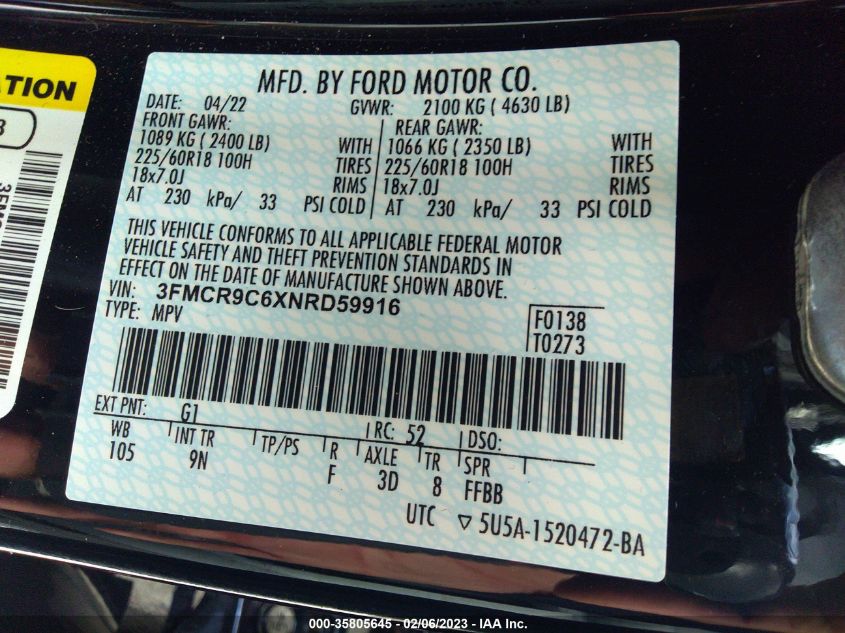 ATION
3
3FMC
MFD. BY FORD MOTOR CO.
DATE: 04/22 GVWR: 2100 KG ( 4630 LB)
FRONT GAWR: REAR GAWR:
1089 KG ( 2400 LB) WITH 1066 KG ( 2350 LB) WITH
225/60R18 100H TIRES 225/60R18 100H TIRES
18x7.0J RIMS 18x7.0J RIMS
AT 230 kPa/ 33 PSI COLD AT 230 kPa/ 33 PSI COLD
THIS VEHICLE CONFORMS TO ALL APPLICABLE FEDERAL MOTOR
VEHICLE SAFETY AND THEFT PREVENTION STANDARDS IN
EFFECT ON THE DATE OF MANUFACTURE SHOWN ABOVE.
VIN: 3FMCR9C6XNRD59916
TYPE: MPV
F0138
T0273
EXT PNT: G1 RC: 52 DSO:
WB INT TR TP/PS R AXLE TR SPR
105 9N F 3D 8 FFBB
UTC ▽ 5U5A-1520472-BA
000-35805645 - 02/06/2023 - IAA Inc.